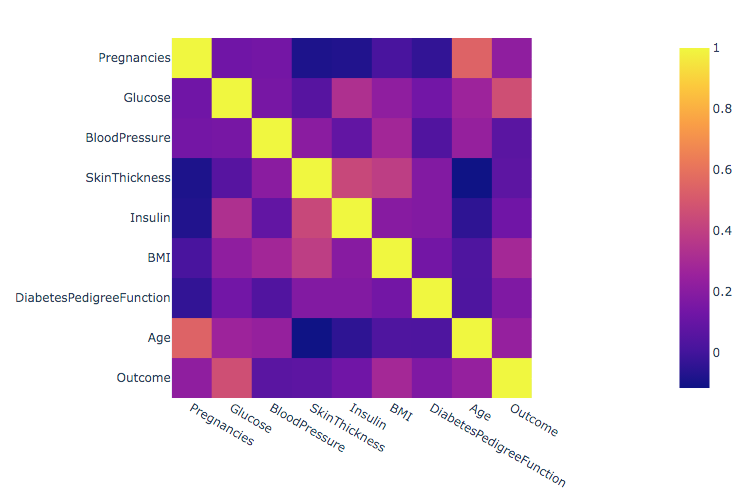 Pregnancies
Glucose
BloodPressure
SkinThickness
Insulin
BMI
DiabetesPedigreeFunction
Age
Outcome
Pregnancies
Glucose
BloodPressure
SkinThickness
Insulin
BMI
DiabetesPedigreeFunction
Age
Outcome
1
0.8
0.6
0.4
0.2
0